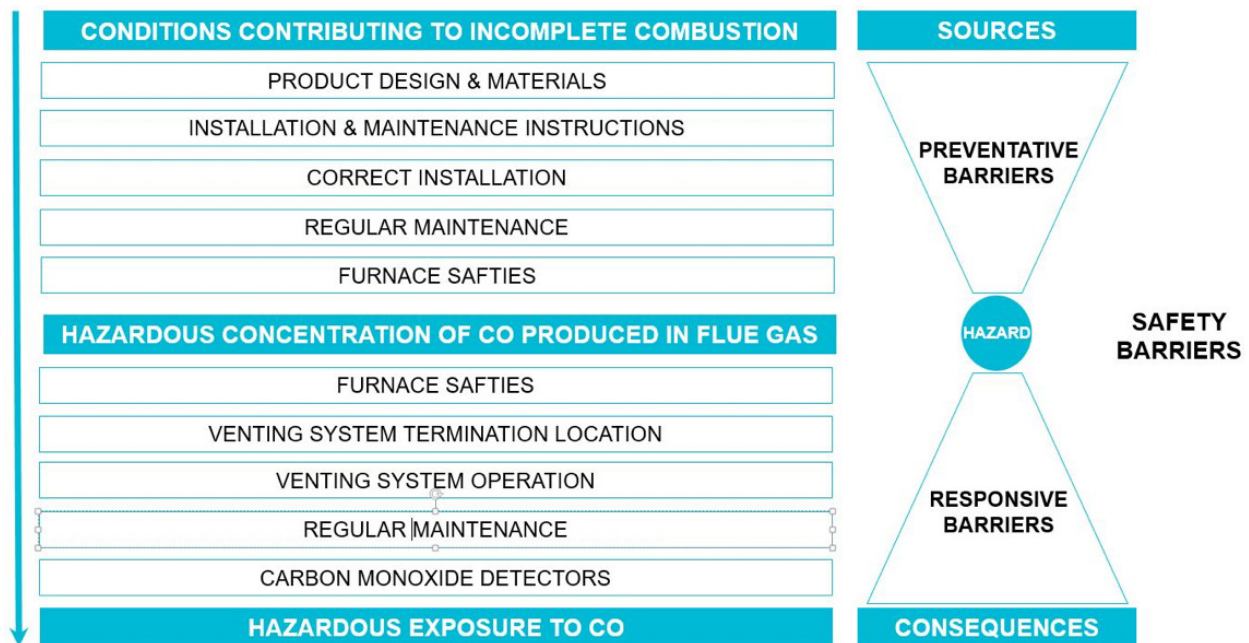 CONDITIONS CONTRIBUTING TO INCOMPLETE COMBUSTION
PRODUCT DESIGN & MATERIALS
INSTALLATION & MAINTENANCE INSTRUCTIONS
CORRECT INSTALLATION
REGULAR MAINTENANCE
FURNACE SAFTIES
HAZARDOUS CONCENTRATION OF CO PRODUCED IN FLUE GAS
FURNACE SAFTIES
VENTING SYSTEM TERMINATION LOCATION
VENTING SYSTEM OPERATION
REGULAR MAINTENANCE
CARBON MONOXIDE DETECTORS
HAZARDOUS EXPOSURE TO CO
SOURCES
PREVENTATIVE
BARRIERS
HAZARD
RESPONSIVE
BARRIERS
CONSEQUENCES
SAFETY
BARRIERS